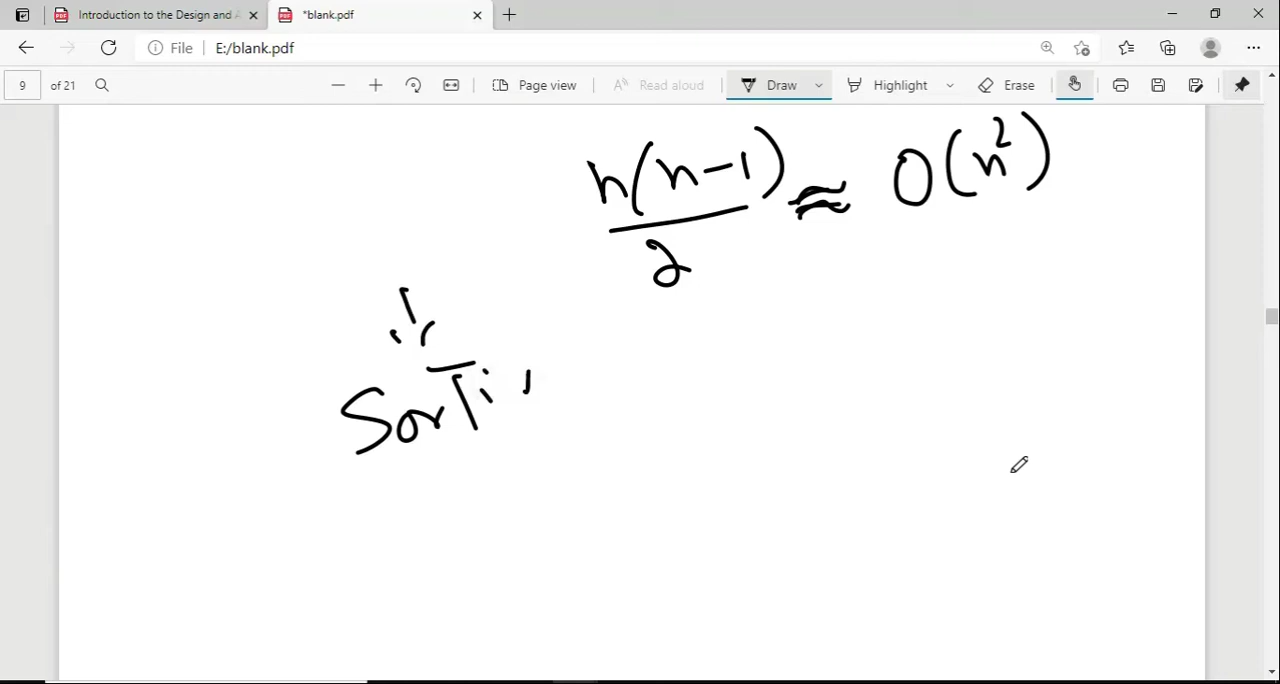 Introduction to the Design and A
*blank.pdf
File E:/blank.pdf
9 of 21 Page view Read aloud Draw Highlight Erase
n(n-1)/2 ≈ O(n²)
Sorti